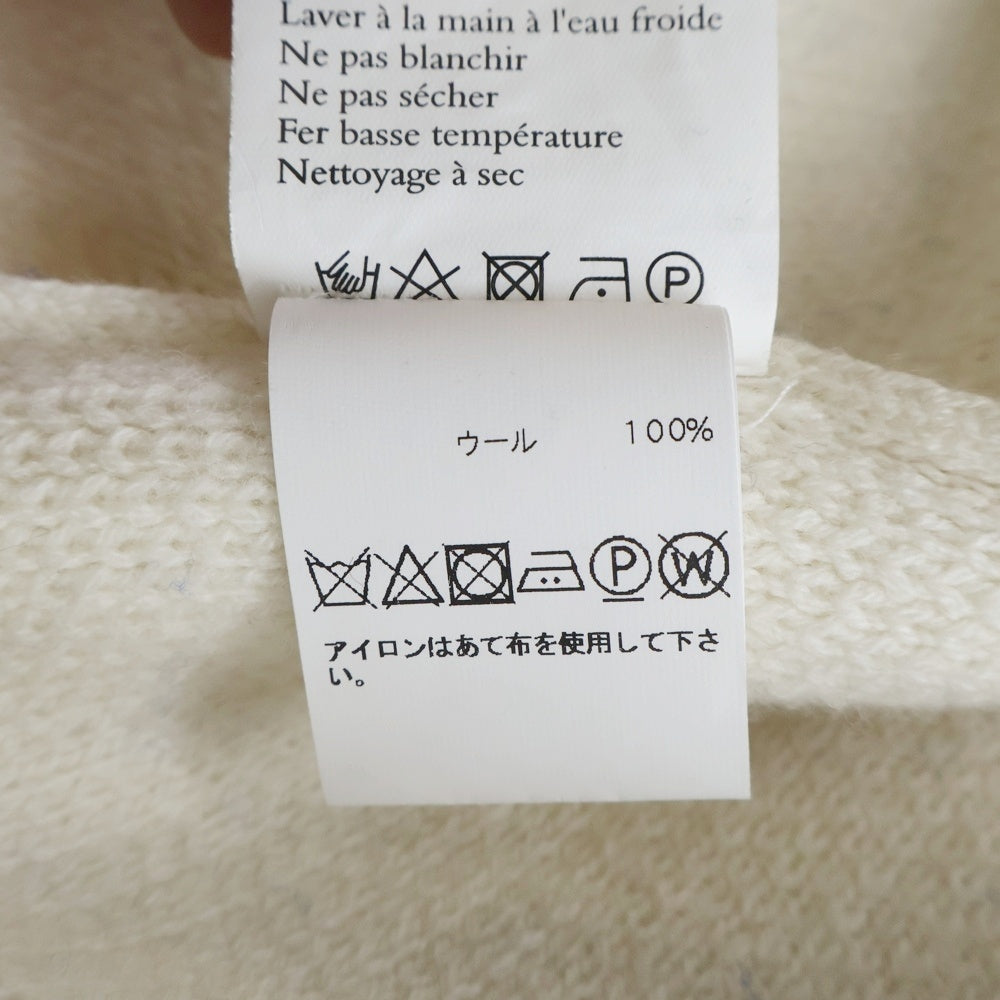 Laver à la main à l'eau froide
Ne pas blanchir
Ne pas sécher
Fer basse température
Nettoyage à sec
P
ウール 100%
P W
アイロンはあて布を使用して下さ
い。